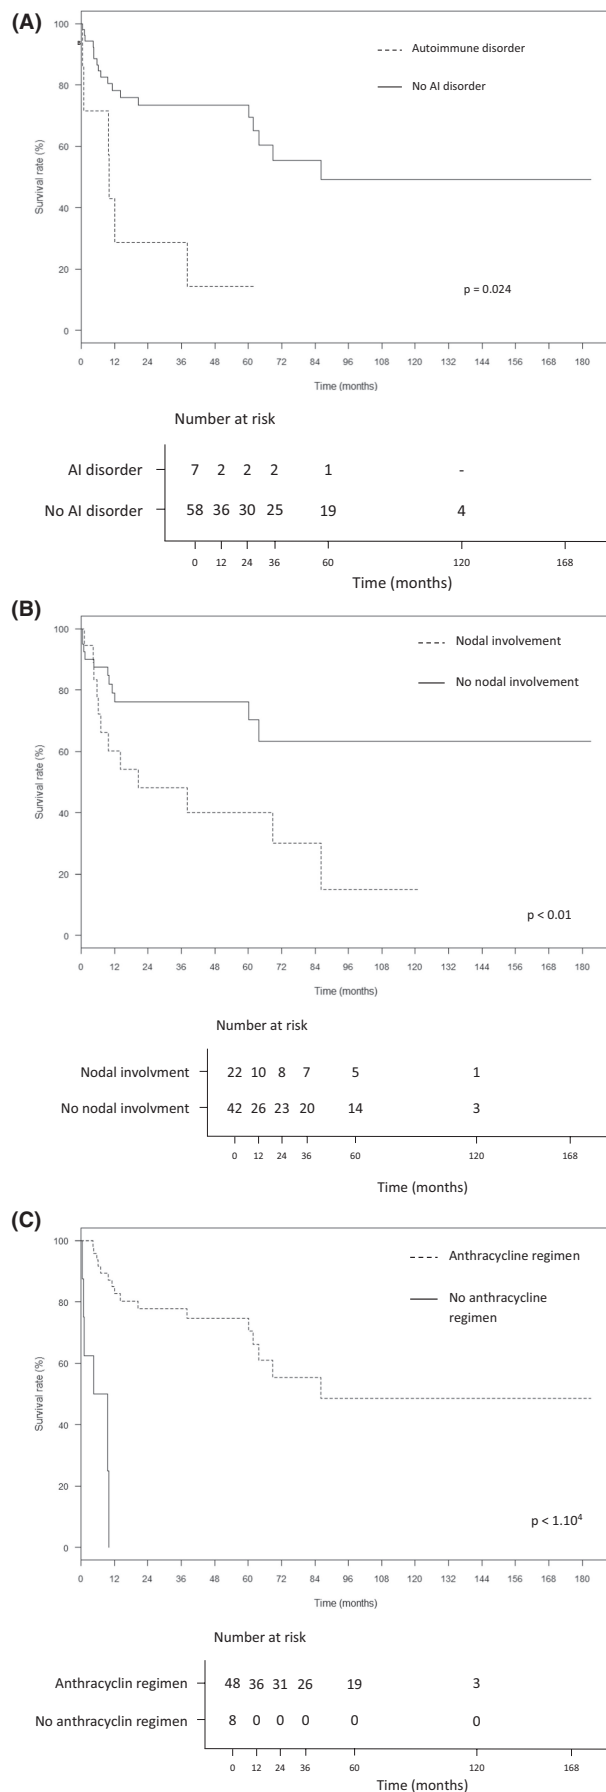 (A)
100
80
60
40
20
0
Survival rate (%)
Autoimmune disorder
No AI disorder
p = 0.024
0 12 24 36 48 60 72 84 96 108 120 132 144 156 168 180
Time (months)
Number at risk
AI disorder 7 2 2 2 1 -
No AI disorder 58 36 30 25 19 4
0 12 24 36 60 120 168
Time (months)
(B)
100
80
60
40
20
0
Survival rate (%)
Nodal involvement
No nodal involvement
p < 0.01
0 12 24 36 48 60 72 84 96 108 120 132 144 156 168 180
Time (months)
Number at risk
Nodal involvment 22 10 8 7 5 1
No nodal involvment 42 26 23 20 14 3
0 12 24 36 60 120 168
Time (months)
(C)
100
80
60
40
20
0
Survival rate (%)
Anthracycline regimen
No anthracycline
regimen
p < 1.10⁴
0 12 24 36 48 60 72 84 96 108 120 132 144 156 168 180
Time (months)
Number at risk
Anthracyclin regimen 48 36 31 26 19 3
No anthracyclin regimen 8 0 0 0 0 0
0 12 24 36 60 120 168
Time (months)